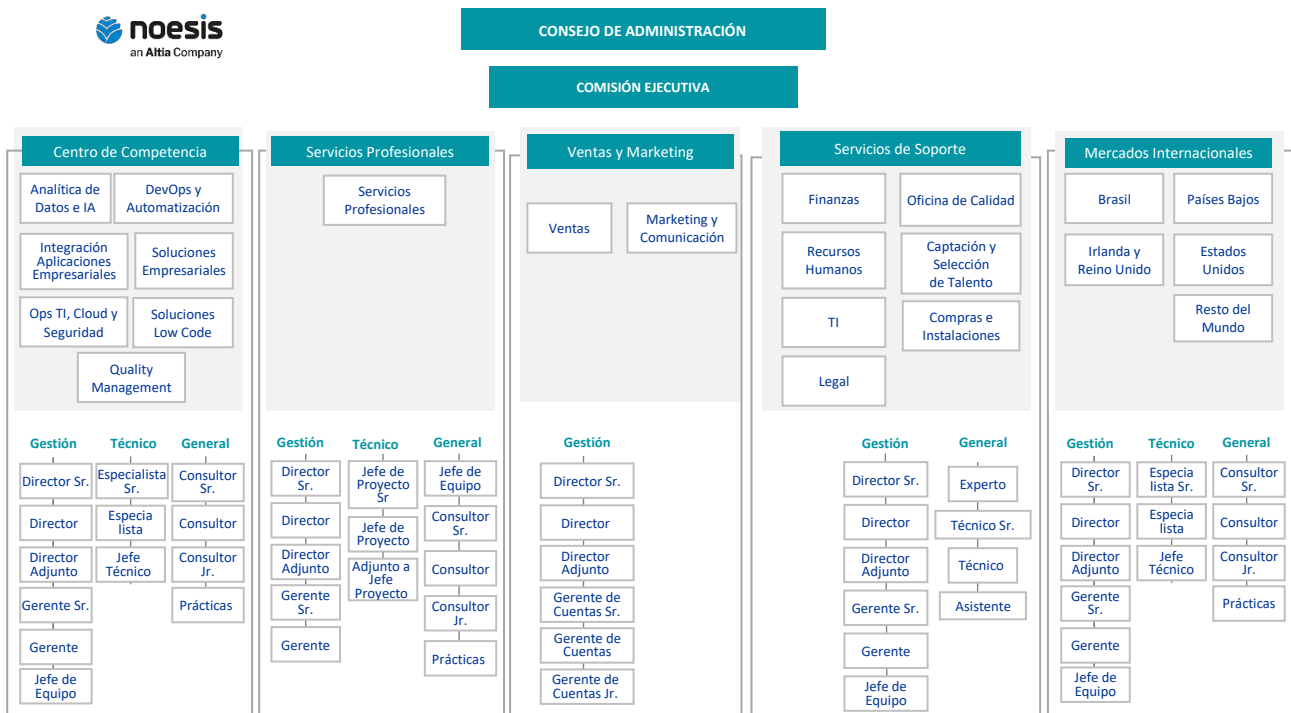 noesis
an Altia Company
CONSEJO DE ADMINISTRACIÓN
COMISIÓN EJECUTIVA
Centro de Competencia
Analítica de
Datos e IA
DevOps y
Automatización
Integración
Aplicaciones
Empresariales
Soluciones
Empresariales
Ops TI, Cloud y
Seguridad
Soluciones
Low Code
Quality
Management
Gestión
Director Sr.
Director
Director
Adjunto
Gerente Sr.
Gerente
Jefe de
Equipo
Técnico
Especialista
Sr.
Especia
lista
Jefe
Técnico
General
Consultor
Sr.
Consultor
Consultor
Jr.
Prácticas
Servicios Profesionales
Servicios
Profesionales
Gestión
Director
Sr.
Director
Director
Adjunto
Gerente
Sr.
Gerente
Técnico
Jefe de
Proyecto
Sr
Jefe de
Proyecto
Adjunto a
Jefe
Proyecto
General
Jefe de
Equipo
Consultor
Sr.
Consultor
Consultor
Jr.
Prácticas
Ventas y Marketing
Ventas
Marketing y
Comunicación
Gestión
Director Sr.
Director
Director
Adjunto
Gerente de
Cuentas Sr.
Gerente de
Cuentas
Gerente de
Cuentas Jr.
Servicios de Soporte
Finanzas
Oficina de Calidad
Recursos
Humanos
Captación y
Selección
de Talento
TI
Compras e
Instalaciones
Legal
Gestión
Director Sr.
Director
Director
Adjunto
Gerente Sr.
Gerente
Jefe de
Equipo
General
Experto
Técnico Sr.
Técnico
Asistente
Mercados Internacionales
Brasil
Países Bajos
Irlanda y
Reino Unido
Estados
Unidos
Resto del
Mundo
Gestión
Director
Sr.
Director
Director
Adjunto
Gerente
Sr.
Gerente
Jefe de
Equipo
Técnico
Especia
lista Sr.
Especia
lista
Jefe
Técnico
General
Consultor
Sr.
Consultor
Consultor
Jr.
Prácticas